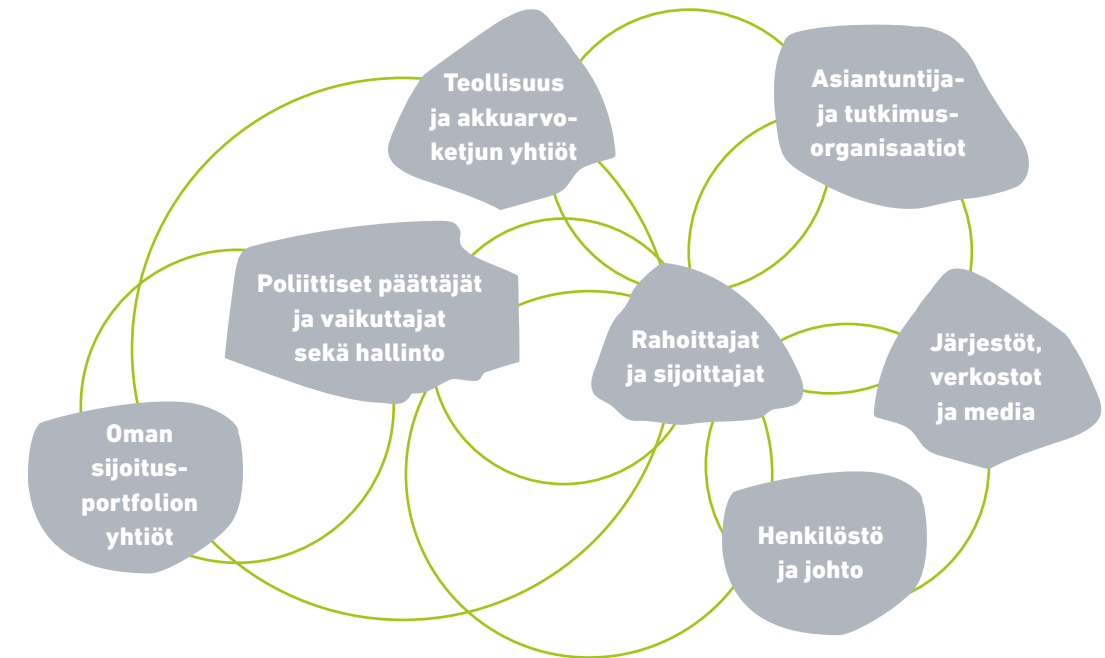 Teollisuus
ja akkuarvo-
ketjun yhtiöt
Asiantuntija-
ja tutkimus-
organisaatiot
Poliittiset päättäjät
ja vaikuttajat
sekä hallinto
Rahoittajat
ja sijoittajat
Järjestöt,
verkostot
ja media
Oman
sijoitus-
portfolion
yhtiöt
Henkilöstö
ja johto